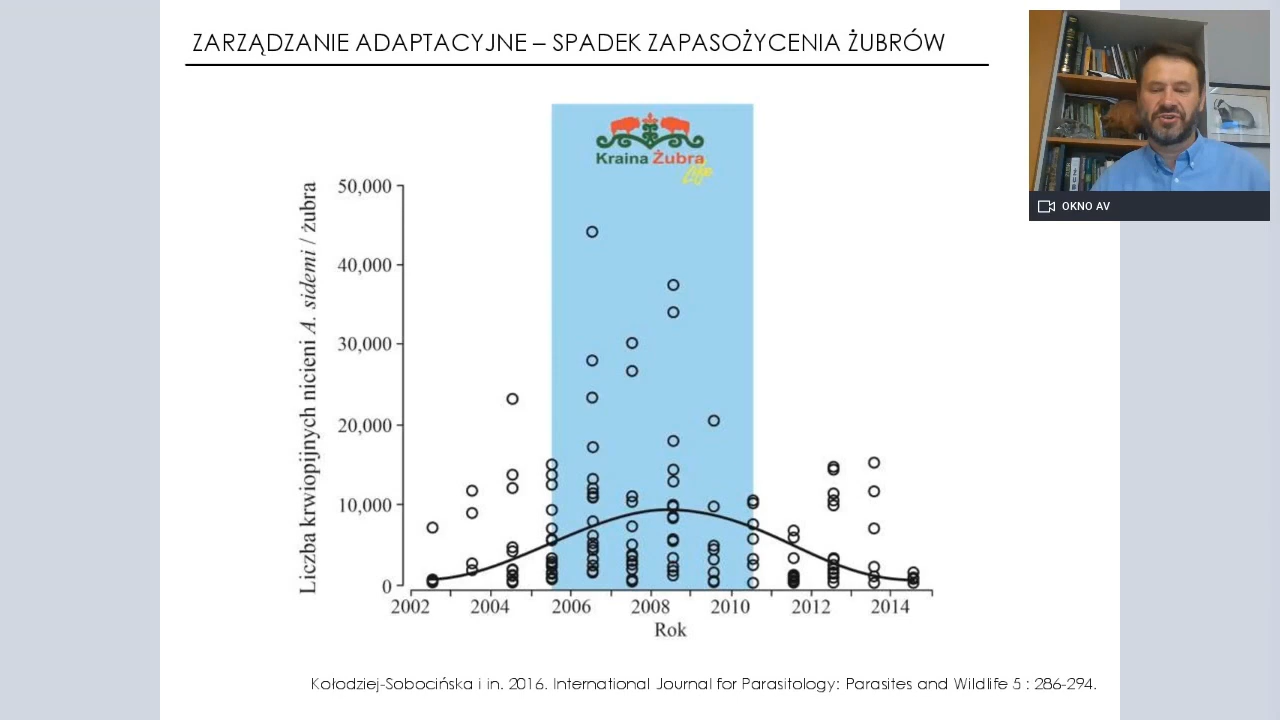 ZARZĄDZANIE ADAPTACYJNE – SPADEK ZAPASOŻYCENIA ŻUBRÓW
OKNO AV
Kraina Żubra
Life
Liczba krwiopijnych nicieni A. sidemi / żubra
50,000
40,000
30,000
20,000
10,000
0
2002 2004 2006 2008 2010 2012 2014
Rok
Kołodziej-Sobocińska i in. 2016. International Journal for Parasitology: Parasites and Wildlife 5 : 286-294.